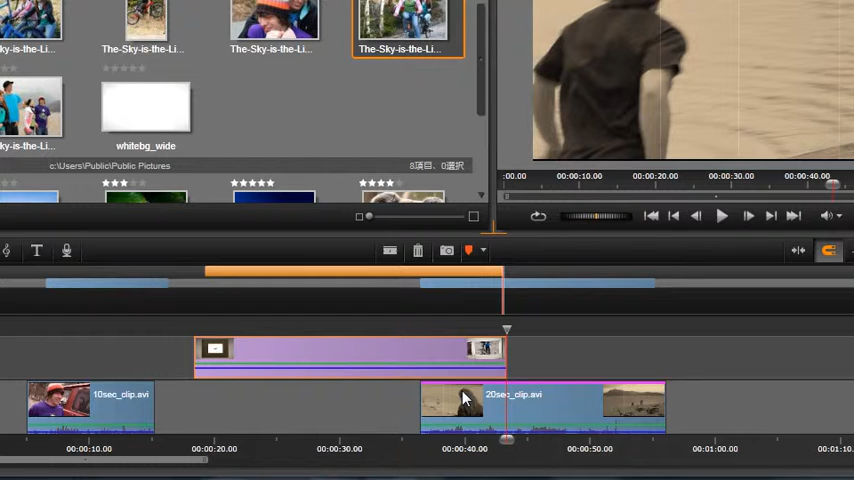 ky-is-the-Li...
The-Sky-is-the-Li...
The-Sky-is-the-Li...
The-Sky-is-the-Li...
ky-is-the-Li...
whitebg_wide
c:\Users\Public\Public Pictures
8項目、0選択
:00.00 00:00:10.00 00:00:20.00 00:00:30.00 00:00:40.00
T
10sec_clip.avi
20sec_clip.avi
00:00:10.00 00:00:20.00 00:00:30.00 00:00:40.00 00:00:50.00 00:01:00.00 00:01:10.